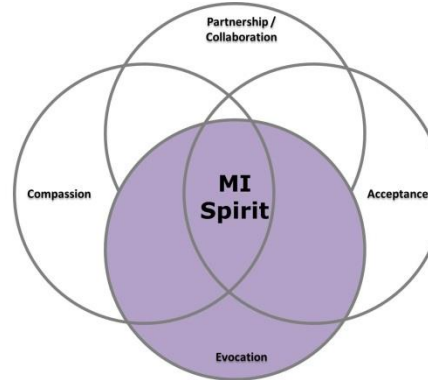 Partnership /
Collaboration
Compassion
MI
Spirit
Acceptance
Evocation